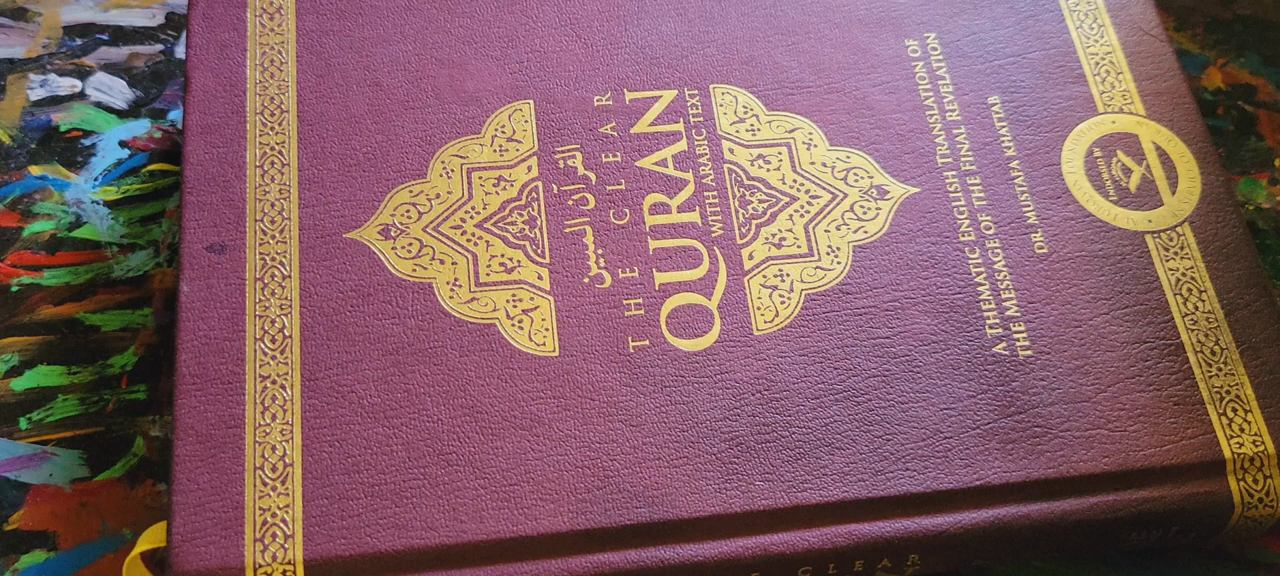 القرآن المبين
THE CLEAR
QURAN
WITH ARABIC TEXT
A THEMATIC ENGLISH TRANSLATION OF
THE MESSAGE OF THE FINAL REVELATION
DR. MUSTAFA KHATTAB
CLEAR